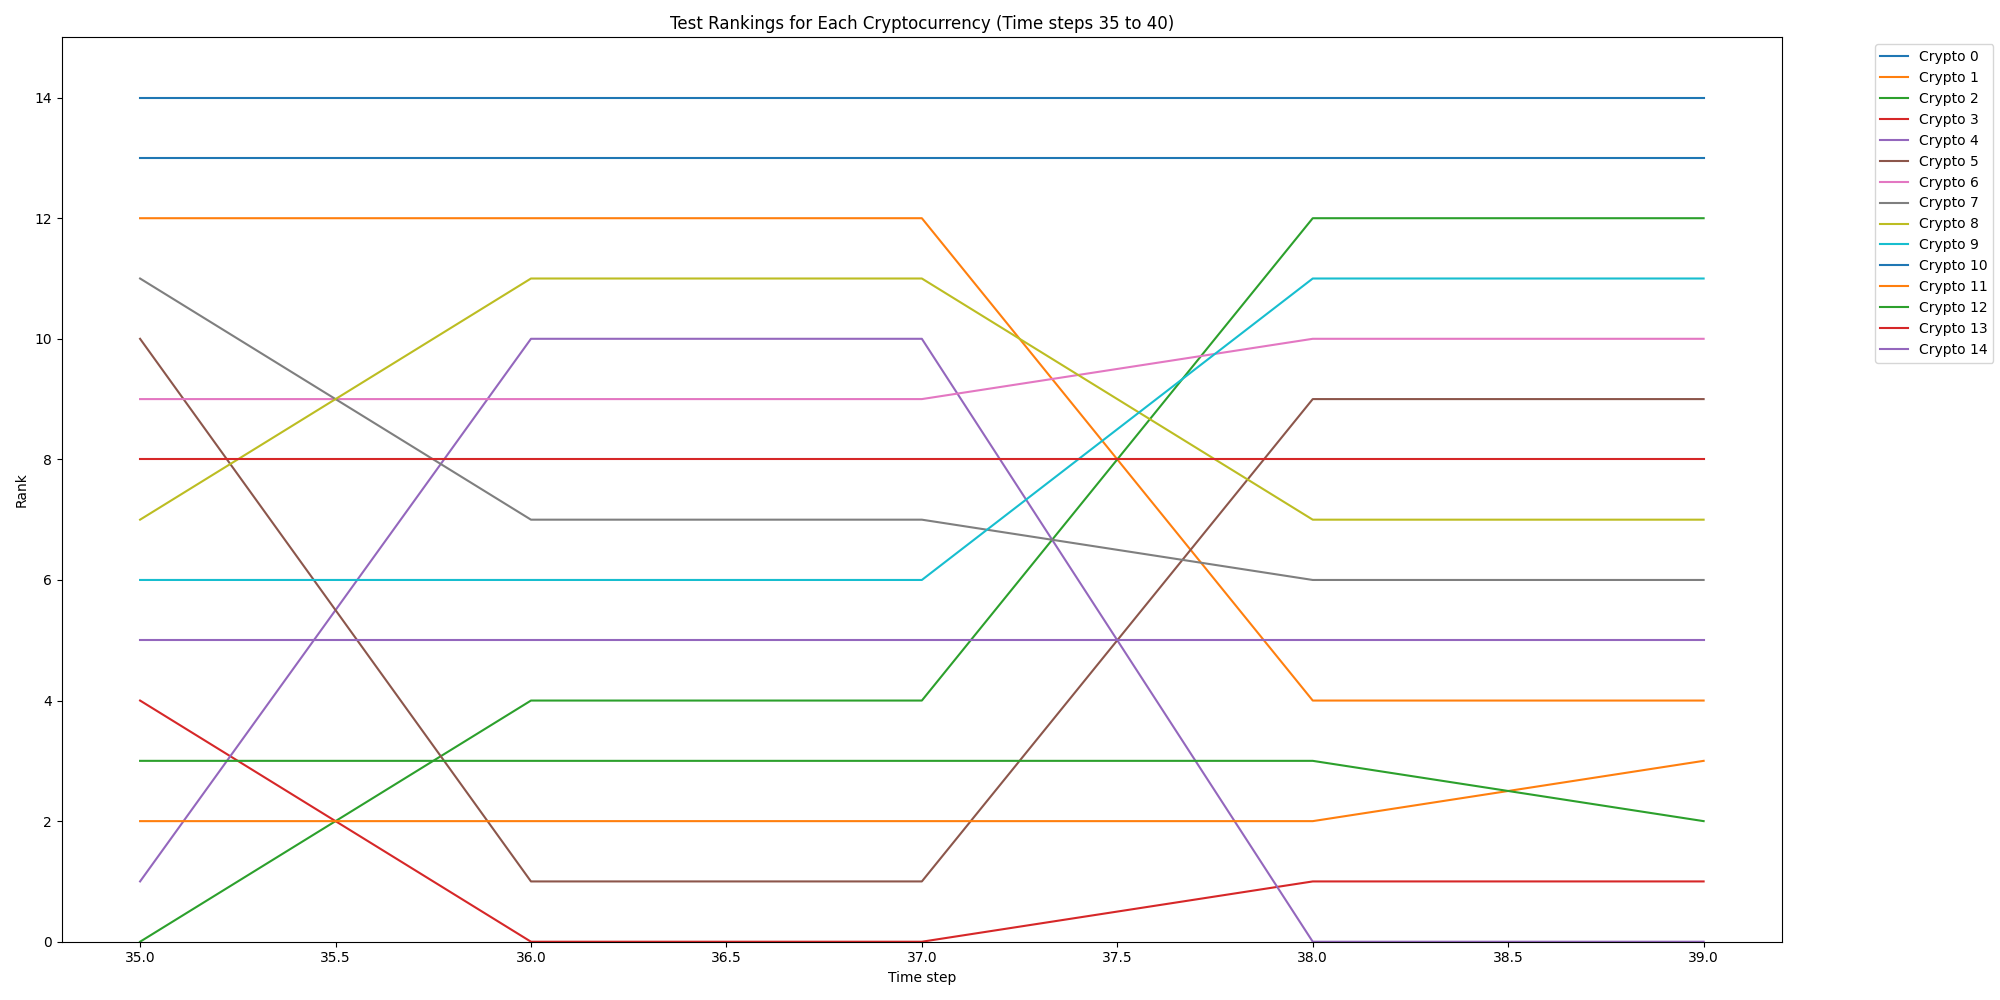 Test Rankings for Each Cryptocurrency (Time steps 35 to 40)
14
12
10
8
6
4
2
0
Rank
35.0 35.5 36.0 36.5 37.0 37.5 38.0 38.5 39.0
Time step
Crypto 0
Crypto 1
Crypto 2
Crypto 3
Crypto 4
Crypto 5
Crypto 6
Crypto 7
Crypto 8
Crypto 9
Crypto 10
Crypto 11
Crypto 12
Crypto 13
Crypto 14